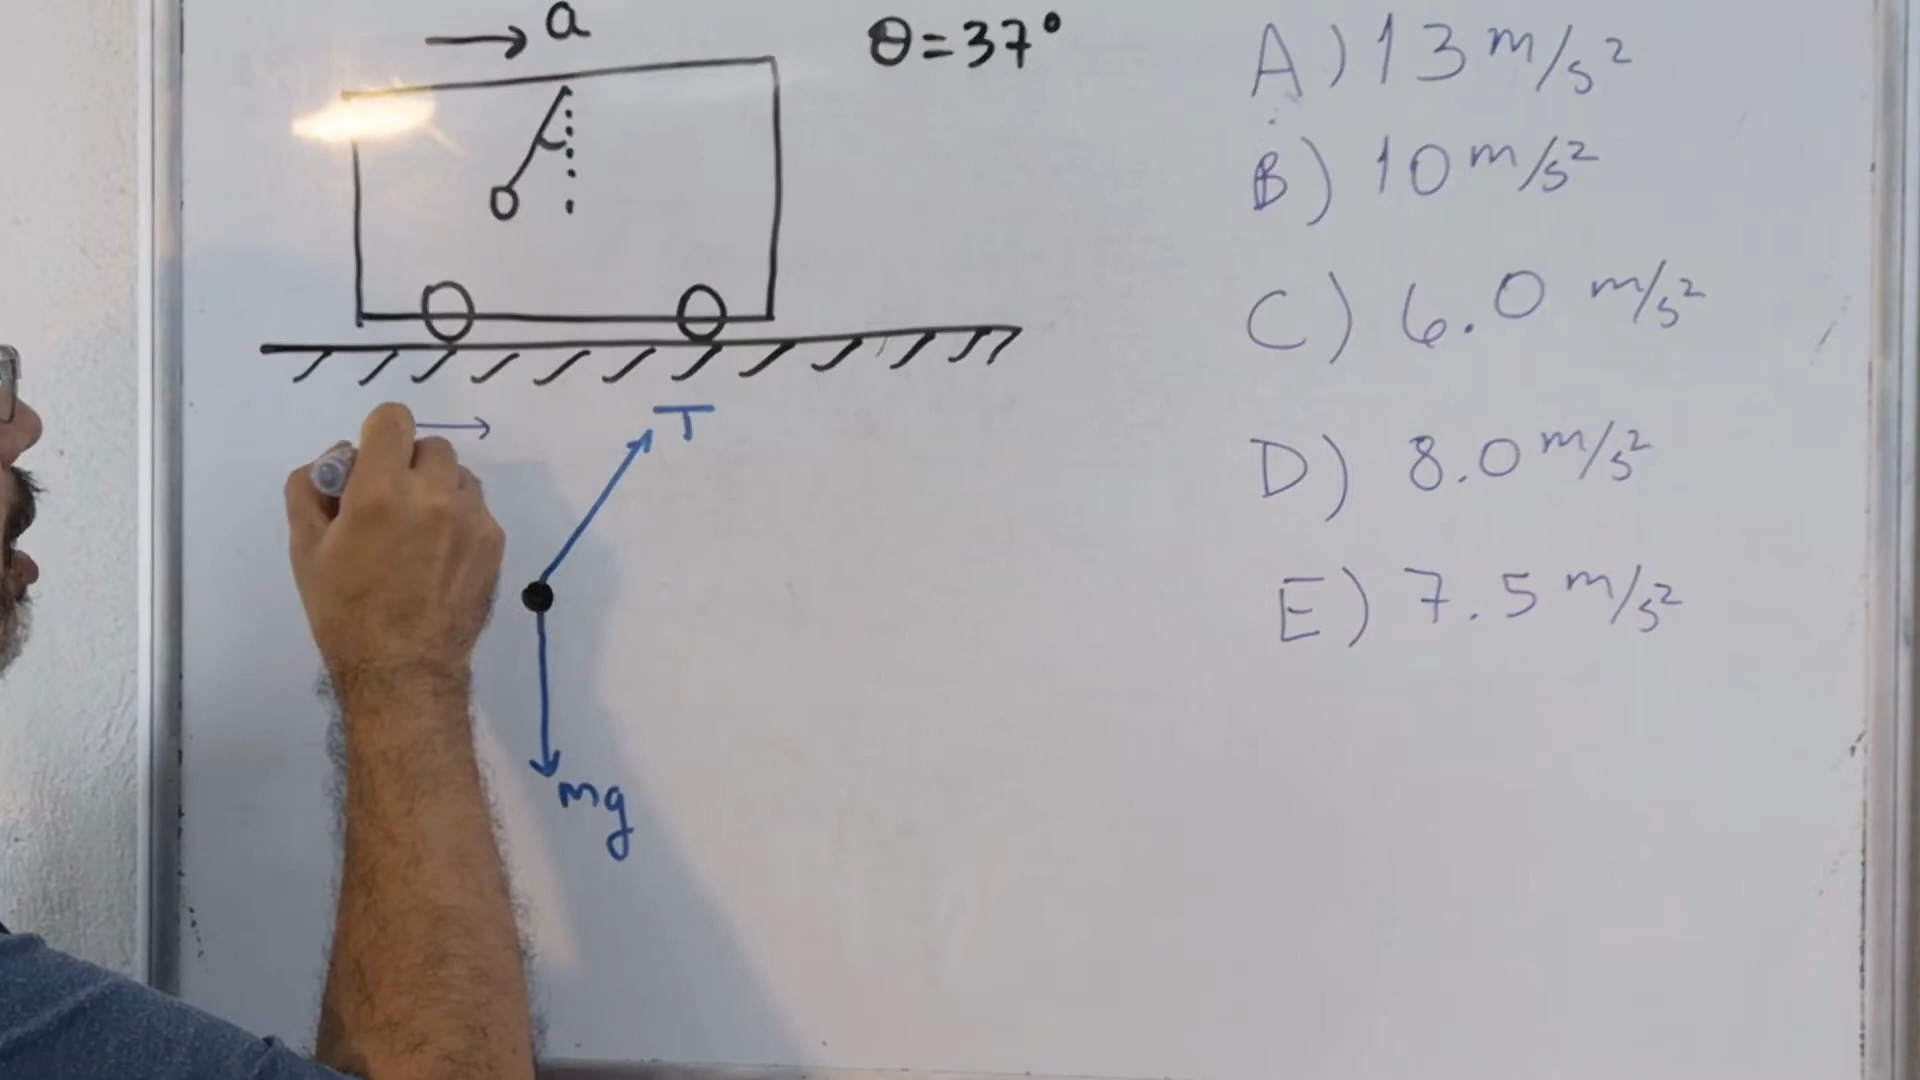 a
θ = 37°
A) 13 m/s²
B) 10 m/s²
C) 6.0 m/s²
D) 8.0 m/s²
E) 7.5 m/s²
T
mg